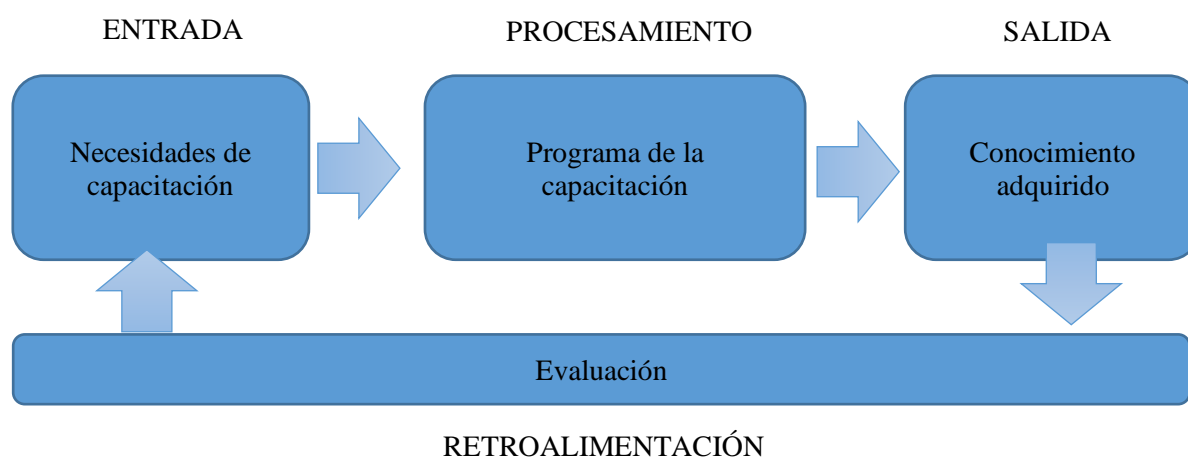 ENTRADA
PROCESAMIENTO
SALIDA
Necesidades de
capacitación
Programa de la
capacitación
Conocimiento
adquirido
Evaluación
RETROALIMENTACIÓN